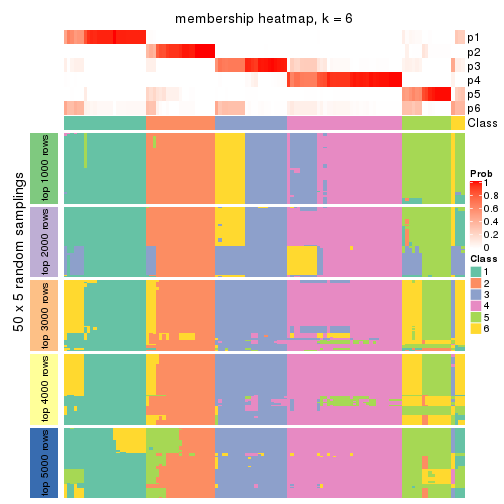 membership heatmap, k = 6
p1
p2
p3
p4
p5
p6
Class
50 x 5 random samplings
top 1000 rows
top 2000 rows
top 3000 rows
top 4000 rows
top 5000 rows
Prob
1
0.8
0.6
0.4
0.2
0
Class
1
2
3
4
5
6